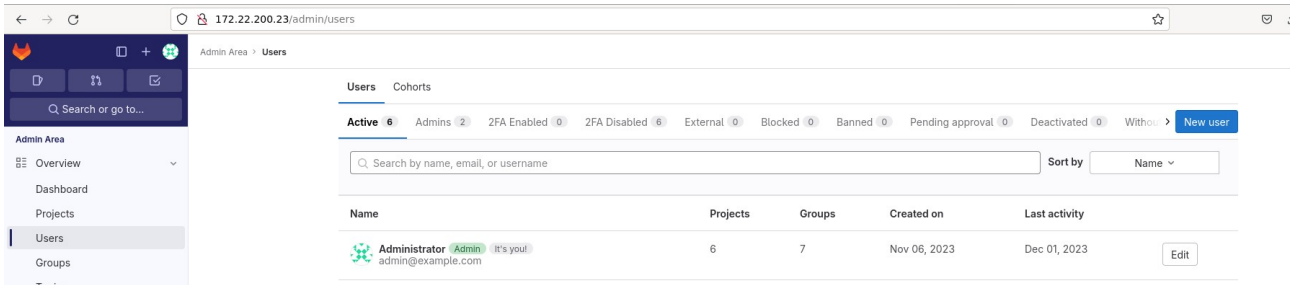 172.22.200.23/admin/users
Admin Area > Users
Search or go to...
Admin Area
Overview
Dashboard
Projects
Users
Groups
Users Cohorts
Active 6 Admins 2 2FA Enabled 0 2FA Disabled 6 External 0 Blocked 0 Banned 0 Pending approval 0 Deactivated 0 Withou New user
Search by name, email, or username Sort by Name
Name Projects Groups Created on Last activity
Administrator Admin It's you! 6 7 Nov 06, 2023 Dec 01, 2023 Edit
admin@example.com